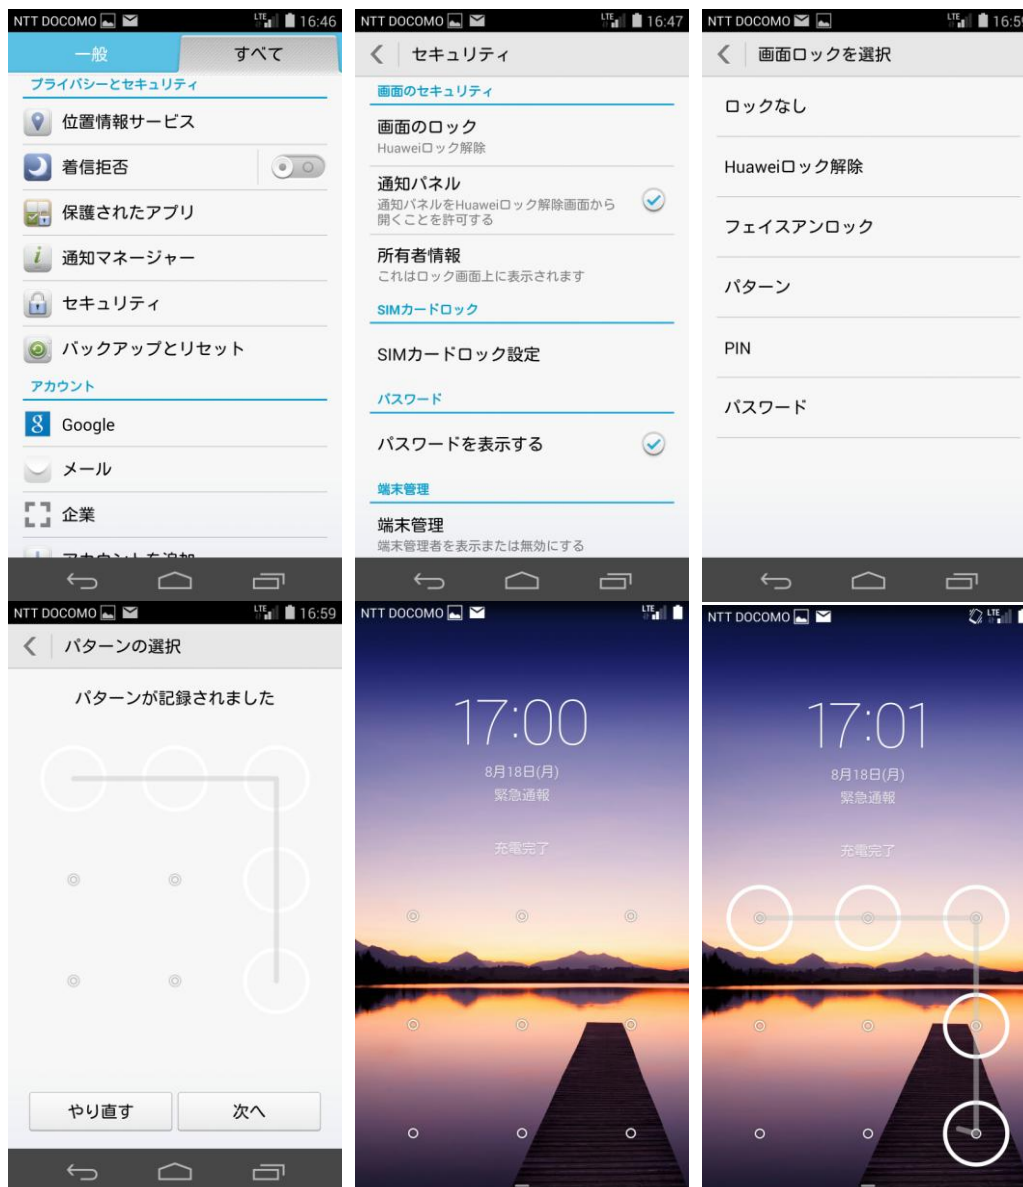 NTT DOCOMO LTE 16:46
一般 すべて
プライバシーとセキュリティ
位置情報サービス
着信拒否
保護されたアプリ
通知マネージャー
セキュリティ
バックアップとリセット
アカウント
Google
メール
企業
NTT DOCOMO LTE 16:47
セキュリティ
画面のセキュリティ
画面のロック
Huaweiロック解除
通知パネル
通知パネルをHuaweiロック解除画面から
開くことを許可する
所有者情報
これはロック画面上に表示されます
SIMカードロック
SIMカードロック設定
パスワード
パスワードを表示する
端末管理
端末管理
端末管理者を表示または無効にする
NTT DOCOMO LTE 16:59
画面ロックを選択
ロックなし
Huaweiロック解除
フェイスアンロック
パターン
PIN
パスワード
NTT DOCOMO LTE 16:59
パターンの選択
パターンが記録されました
やり直す 次へ
NTT DOCOMO LTE
17:00
8月18日(月)
緊急通報
充電完了
NTT DOCOMO LTE
17:01
8月18日(月)
緊急通報
充電完了